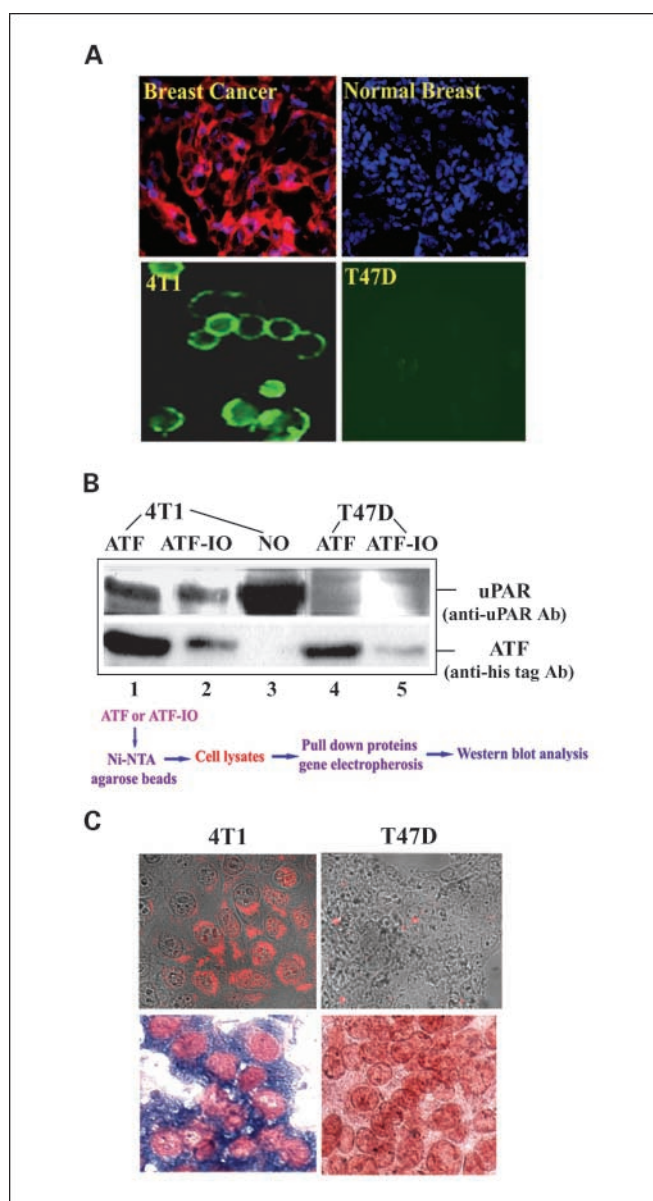 A
Breast Cancer
Normal Breast
4T1
T47D
B
4T1
T47D
ATF ATF-IO NO ATF ATF-IO
uPAR
(anti-uPAR Ab)
ATF
(anti-his tag Ab)
1 2 3 4 5
ATF or ATF-IO
Ni-NTA
agarose beads
Cell lysates
Pull down proteins
gene electropherosis
Western blot analysis
C
4T1
T47D